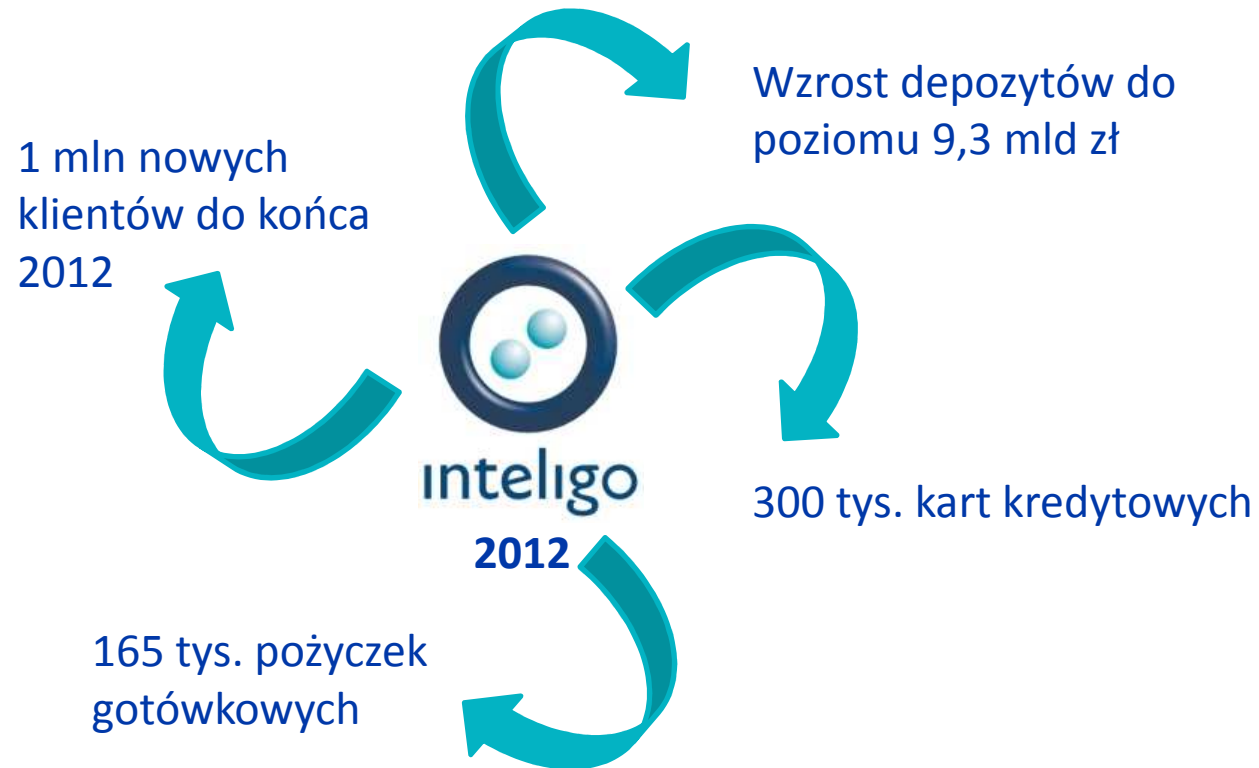 Wzrost depozytów do
poziomu 9,3 mld zł
1 mln nowych
klientów do końca
2012
inteligo
2012
300 tys. kart kredytowych
165 tys. pożyczek
gotówkowych